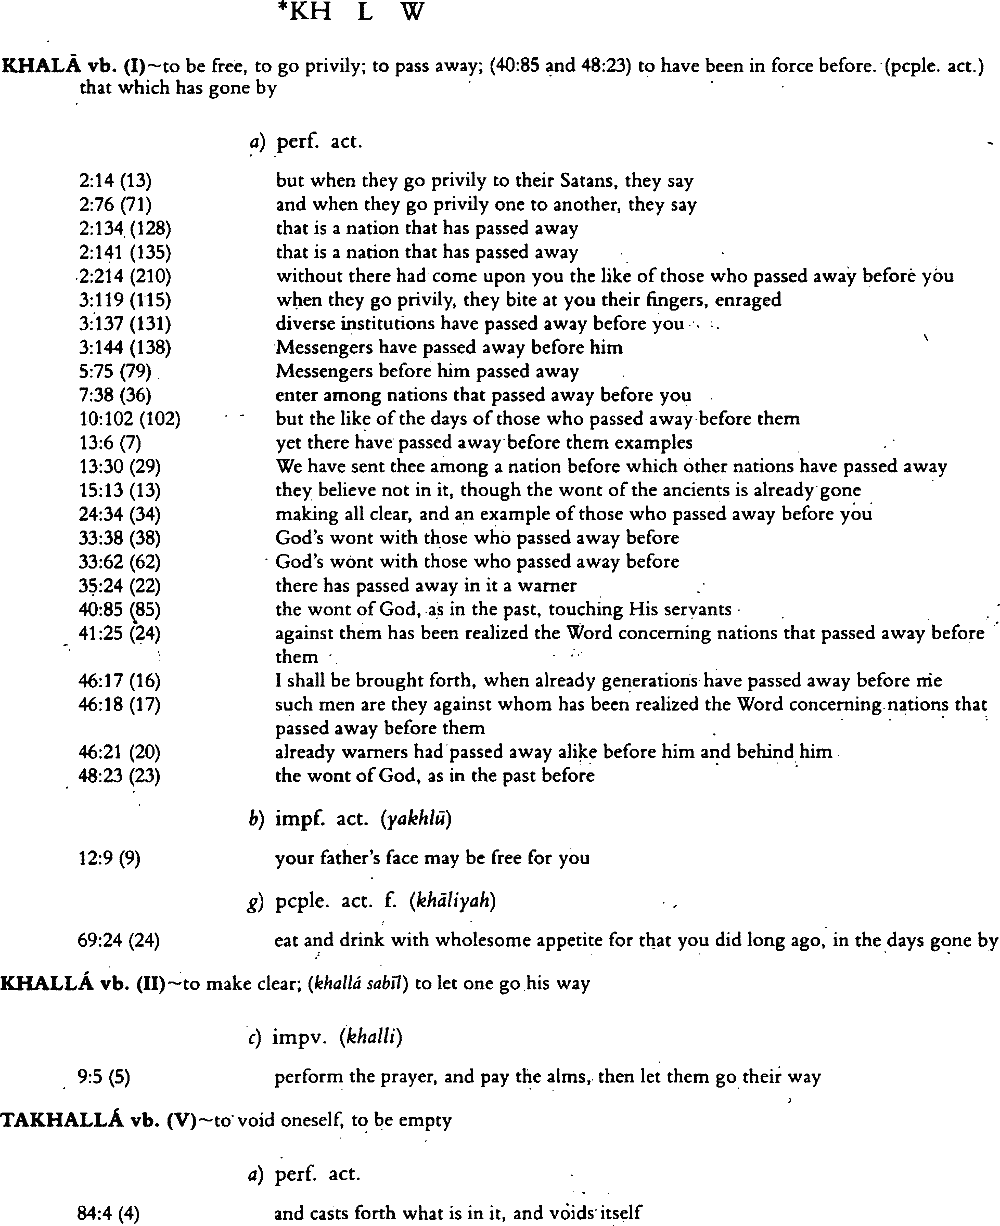 *KH L W
KHALĀ vb. (I)~to be free, to go privily; to pass away; (40:85 and 48:23) to have been in force before. (pcple. act.)
that which has gone by
a) perf. act.
2:14 (13) but when they go privily to their Satans, they say
2:76 (71) and when they go privily one to another, they say
2:134 (128) that is a nation that has passed away
2:141 (135) that is a nation that has passed away
2:214 (210) without there had come upon you the like of those who passed away before you
3:119 (115) when they go privily, they bite at you their fingers, enraged
3:137 (131) diverse institutions have passed away before you
3:144 (138) Messengers have passed away before him
5:75 (79) Messengers before him passed away
7:38 (36) enter among nations that passed away before you
10:102 (102) but the like of the days of those who passed away before them
13:6 (7) yet there have passed away before them examples
13:30 (29) We have sent thee among a nation before which other nations have passed away
15:13 (13) they believe not in it, though the wont of the ancients is already gone
24:34 (34) making all clear, and an example of those who passed away before you
33:38 (38) God's wont with those who passed away before
33:62 (62) God's wont with those who passed away before
35:24 (22) there has passed away in it a warner
40:85 (85) the wont of God, as in the past, touching His servants
41:25 (24) against them has been realized the Word concerning nations that passed away before
them
46:17 (16) I shall be brought forth, when already generations have passed away before me
46:18 (17) such men are they against whom has been realized the Word concerning nations that
passed away before them
46:21 (20) already warners had passed away alike before him and behind him
48:23 (23) the wont of God, as in the past before
b) impf. act. (yakhlū)
12:9 (9) your father's face may be free for you
g) pcple. act. f. (khāliyah)
69:24 (24) eat and drink with wholesome appetite for that you did long ago, in the days gone by
KHALLÁ vb. (II)~to make clear; (khallá sabīl) to let one go his way
c) impv. (khalli)
9:5 (5) perform the prayer, and pay the alms, then let them go their way
TAKHALLÁ vb. (V)~to void oneself, to be empty
a) perf. act.
84:4 (4) and casts forth what is in it, and voids itself